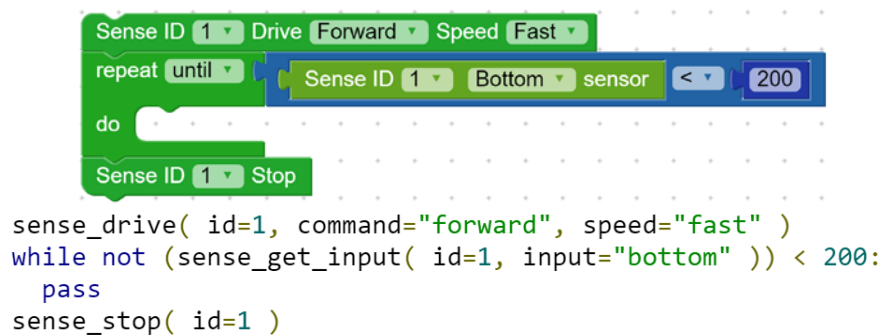 Sense ID 1 Drive Forward Speed Fast
repeat until Sense ID 1 Bottom sensor < 200
do
Sense ID 1 Stop
sense_drive( id=1, command="forward", speed="fast" )
while not (sense_get_input( id=1, input="bottom" )) < 200:
  pass
sense_stop( id=1 )